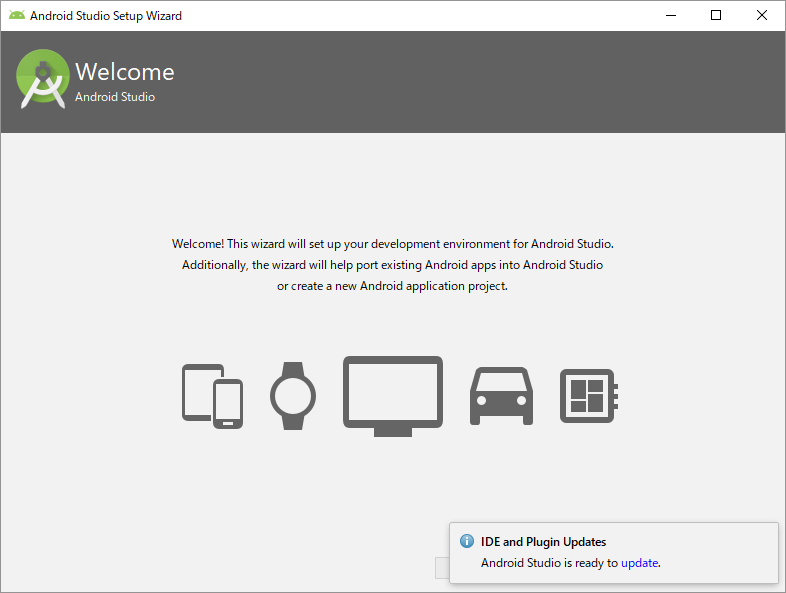 Android Studio Setup Wizard
Welcome
Android Studio
Welcome! This wizard will set up your development environment for Android Studio.
Additionally, the wizard will help port existing Android apps into Android Studio
or create a new Android application project.
IDE and Plugin Updates
Android Studio is ready to update.